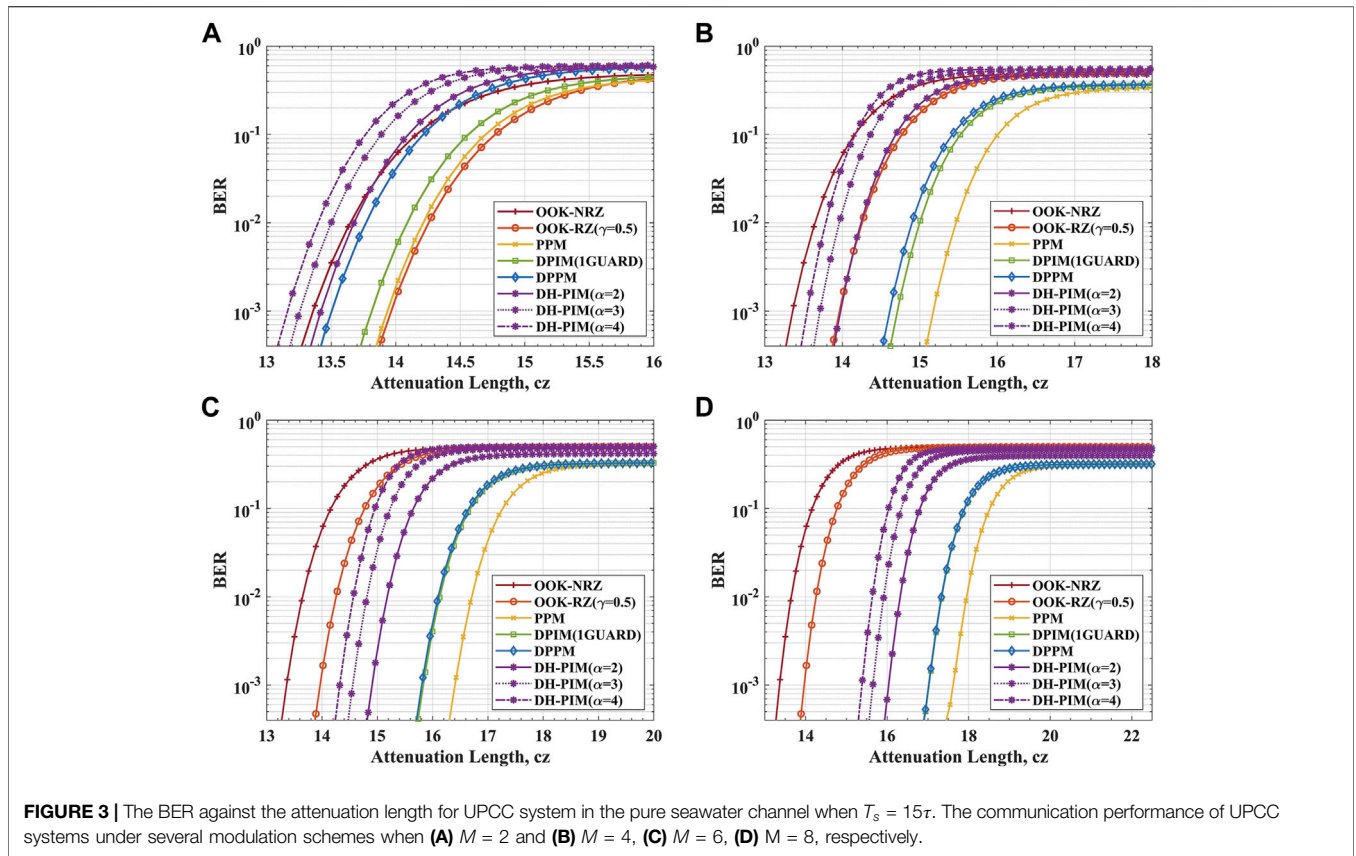 A
10^0
10^-1
10^-2
10^-3
BER
OOK-NRZ
OOK-RZ(γ=0.5)
PPM
DPIM(1GUARD)
DPPM
DH-PIM(α=2)
DH-PIM(α=3)
DH-PIM(α=4)
13 13.5 14 14.5 15 15.5 16
Attenuation Length, cz
B
10^0
10^-1
10^-2
10^-3
BER
OOK-NRZ
OOK-RZ(γ=0.5)
PPM
DPIM(1GUARD)
DPPM
DH-PIM(α=2)
DH-PIM(α=3)
DH-PIM(α=4)
13 14 15 16 17 18
Attenuation Length, cz
C
10^0
10^-1
10^-2
10^-3
BER
OOK-NRZ
OOK-RZ(γ=0.5)
PPM
DPIM(1GUARD)
DPPM
DH-PIM(α=2)
DH-PIM(α=3)
DH-PIM(α=4)
13 14 15 16 17 18 19 20
Attenuation Length, cz
D
10^0
10^-1
10^-2
10^-3
BER
OOK-NRZ
OOK-RZ(γ=0.5)
PPM
DPIM(1GUARD)
DPPM
DH-PIM(α=2)
DH-PIM(α=3)
DH-PIM(α=4)
14 16 18 20 22
Attenuation Length, cz
FIGURE 3 | The BER against the attenuation length for UPCC system in the pure seawater channel when T_s = 15τ. The communication performance of UPCC
systems under several modulation schemes when (A) M = 2 and (B) M = 4, (C) M = 6, (D) M = 8, respectively.